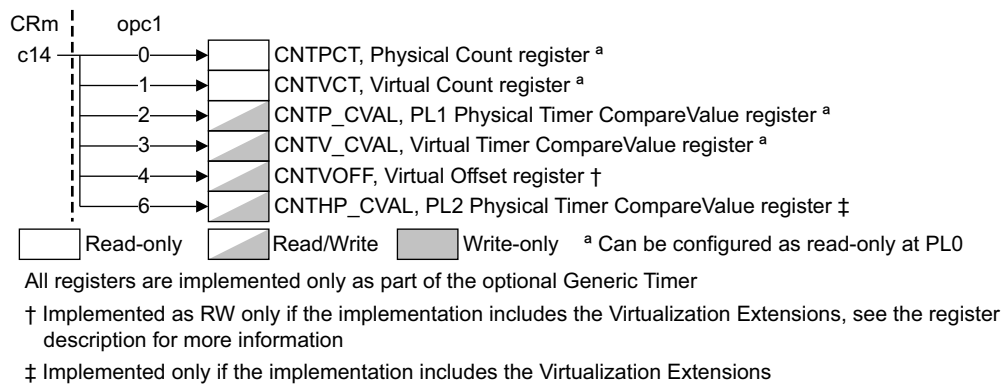 CRm opc1
c14 0 CNTPCT, Physical Count register ª
1 CNTVCT, Virtual Count register ª
2 CNTP_CVAL, PL1 Physical Timer CompareValue register ª
3 CNTV_CVAL, Virtual Timer CompareValue register ª
4 CNTVOFF, Virtual Offset register †
6 CNTHP_CVAL, PL2 Physical Timer CompareValue register ‡
Read-only Read/Write Write-only ª Can be configured as read-only at PL0
All registers are implemented only as part of the optional Generic Timer
† Implemented as RW only if the implementation includes the Virtualization Extensions, see the register
description for more information
‡ Implemented only if the implementation includes the Virtualization Extensions